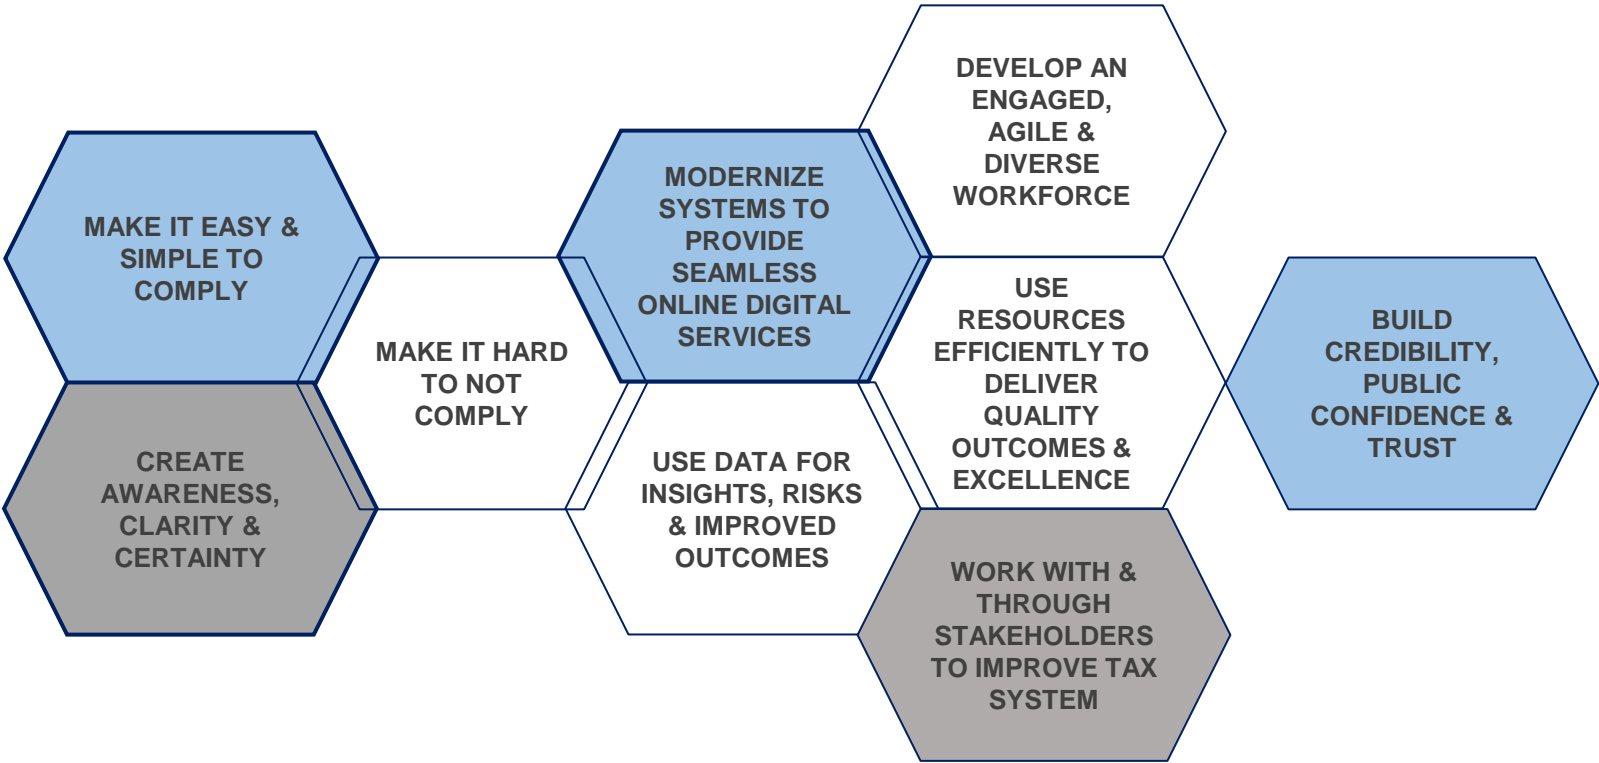 MAKE IT EASY &
SIMPLE TO
COMPLY
CREATE
AWARENESS,
CLARITY &
CERTAINTY
MAKE IT HARD
TO NOT
COMPLY
MODERNIZE
SYSTEMS TO
PROVIDE
SEAMLESS
ONLINE DIGITAL
SERVICES
USE DATA FOR
INSIGHTS, RISKS
& IMPROVED
OUTCOMES
DEVELOP AN
ENGAGED,
AGILE &
DIVERSE
WORKFORCE
USE
RESOURCES
EFFICIENTLY TO
DELIVER
QUALITY
OUTCOMES &
EXCELLENCE
WORK WITH &
THROUGH
STAKEHOLDERS
TO IMPROVE TAX
SYSTEM
BUILD
CREDIBILITY,
PUBLIC
CONFIDENCE &
TRUST